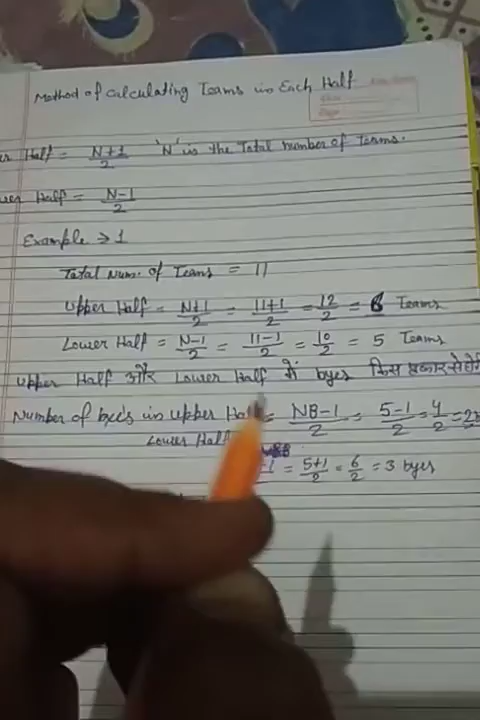 Method of Calculating Teams in Each Half
Half = N+1/2 'N' is the Total number of Teams.
Half = N-1/2
Example → 1
Total Num. of Teams = 11
Upper Half = N+1/2 = 11+1/2 = 12/2 = 6 Teams
Lower Half = N-1/2 = 11-1/2 = 10/2 = 5 Teams
Upper Half और Lower Half में byes किस प्रकार से
Number of bye's in Upper Half = NB-1/2 = 5-1/2 = 4/2 = 2
Lower Half = 5+1/2 = 6/2 = 3 byes